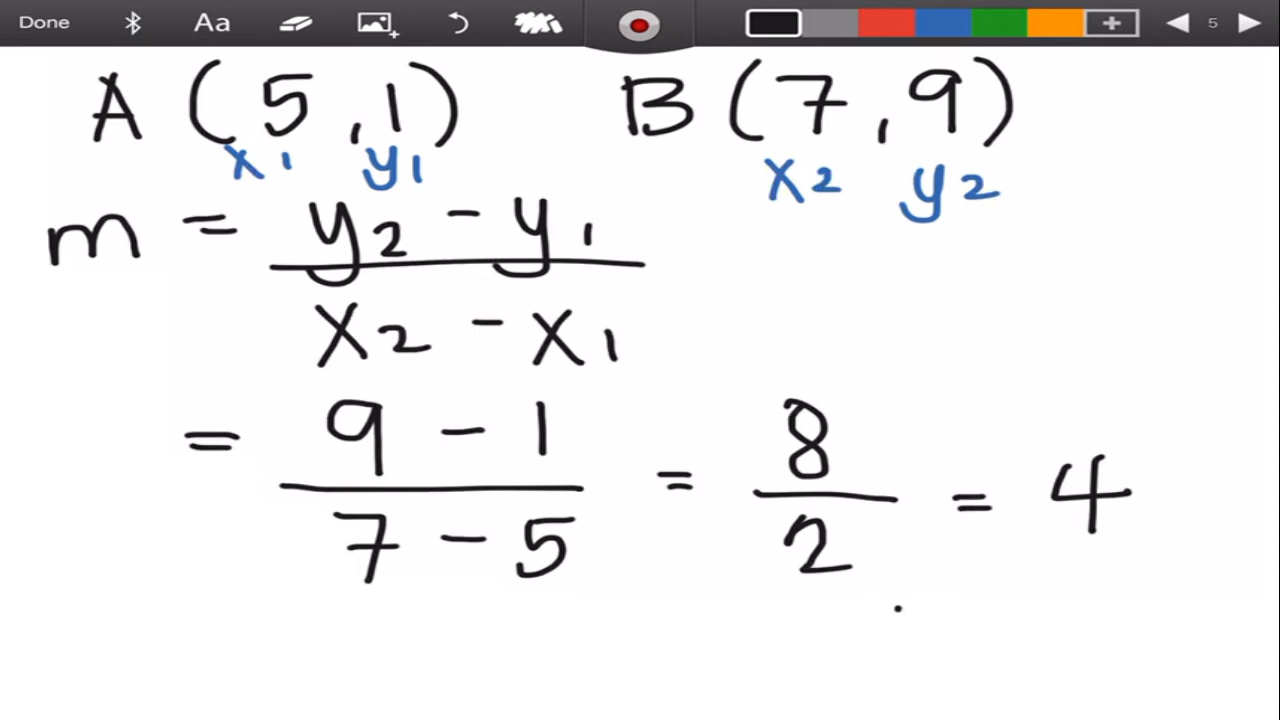 Done Aa 5
A (5,1) B (7,9)
x1 y1 x2 y2
m = y2 - y1
x2 - x1
= 9 - 1 = 8 = 4
7 - 5 2